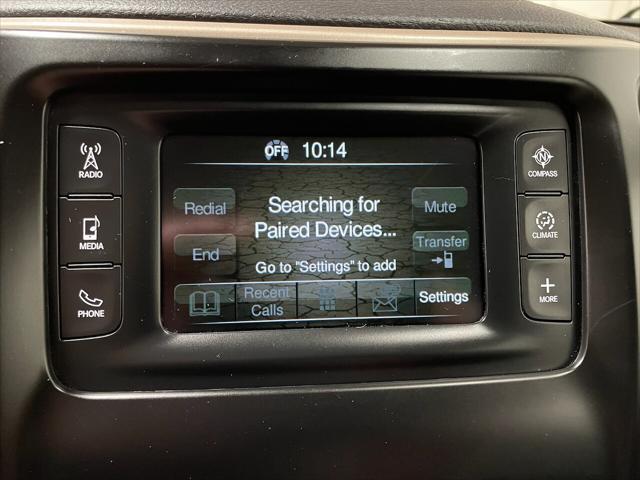 OFF 10:14
RADIO
MEDIA
PHONE
Redial
End
Searching for
Paired Devices...
Go to "Settings" to add
Mute
Transfer
Recent
Calls
Settings
N
COMPASS
CLIMATE
+
MORE